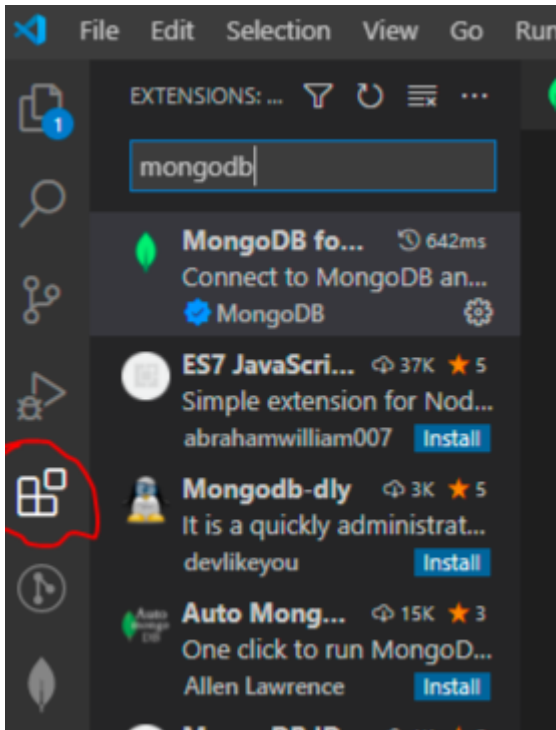 File Edit Selection View Go Run
EXTENSIONS: ...
1
mongodb
MongoDB fo... 642ms
Connect to MongoDB an...
MongoDB
ES7 JavaScri... 37K ★ 5
Simple extension for Nod...
abrahamwilliam007 Install
Mongodb-dly 3K ★ 5
It is a quickly administrat...
devlikeyou Install
Auto Mong... 15K ★ 3
One click to run MongoD...
Allen Lawrence Install